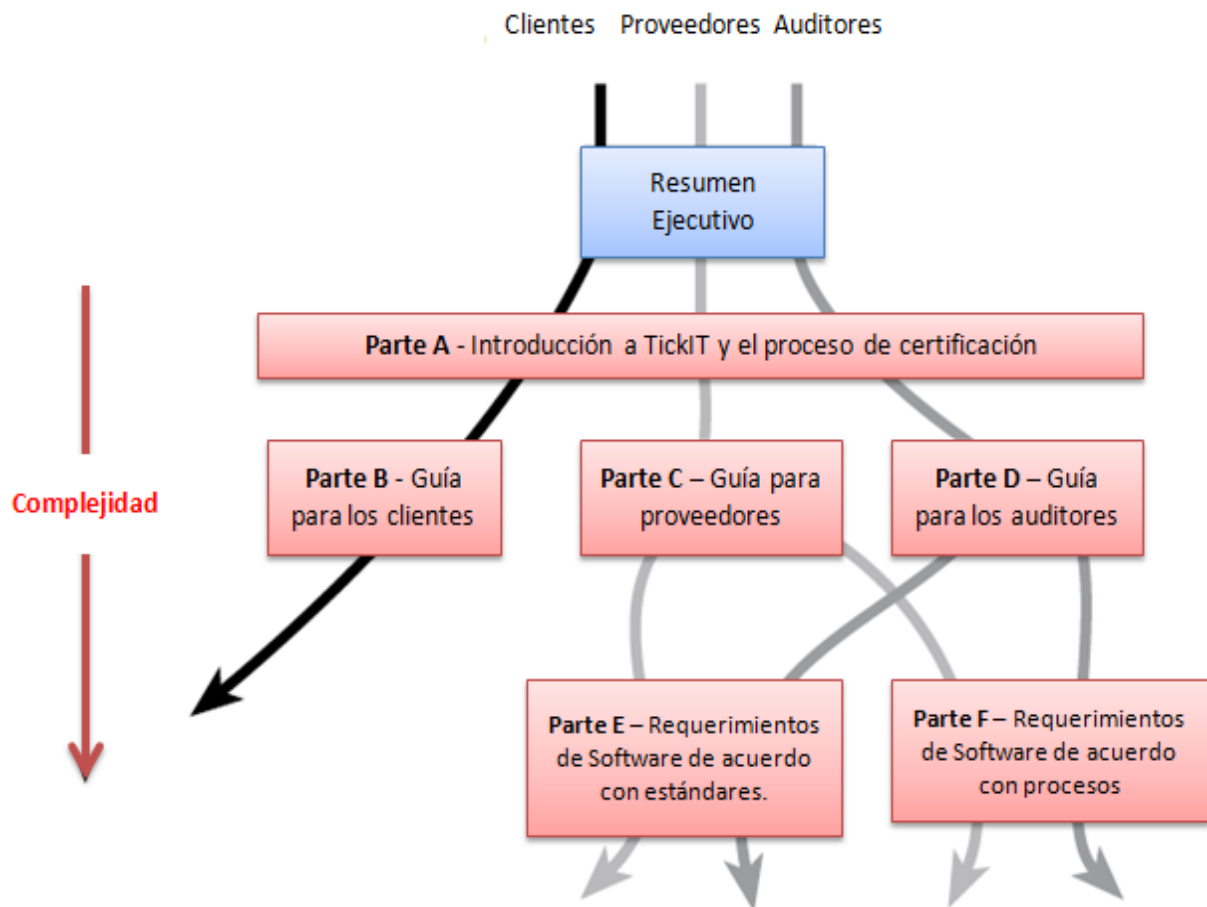 Clientes Proveedores Auditores
Resumen
Ejecutivo
Parte A - Introducción a TickIT y el proceso de certificación
Complejidad
Parte B - Guía
para los clientes
Parte C – Guía para
proveedores
Parte D – Guía
para los auditores
Parte E – Requerimientos
de Software de acuerdo
con estándares.
Parte F – Requerimientos
de Software de acuerdo
con procesos